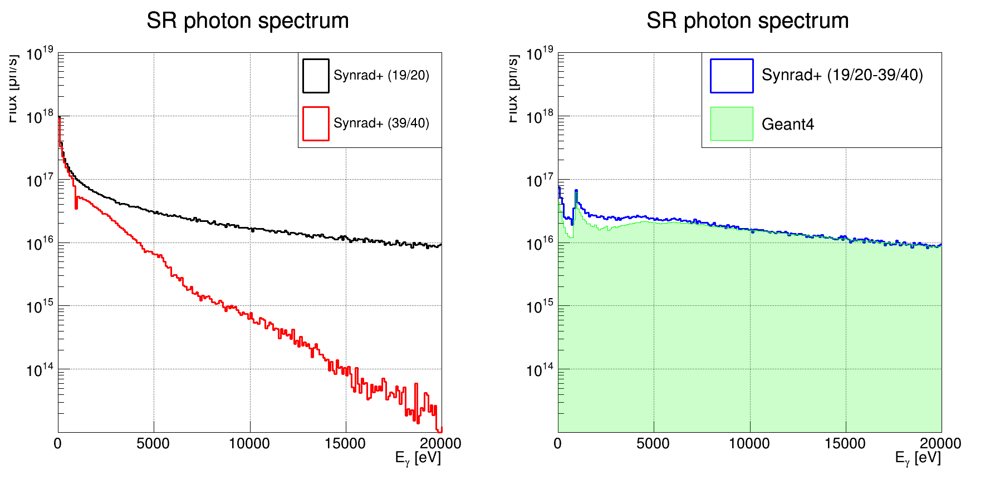 SR photon spectrum
Flux [ph/s]
10^19
10^18
10^17
10^16
10^15
10^14
Synrad+ (19/20)
Synrad+ (39/40)
0 5000 10000 15000 20000
E_γ [eV]
SR photon spectrum
Flux [ph/s]
10^19
10^18
10^17
10^16
10^15
10^14
Synrad+ (19/20-39/40)
Geant4
0 5000 10000 15000 20000
E_γ [eV]